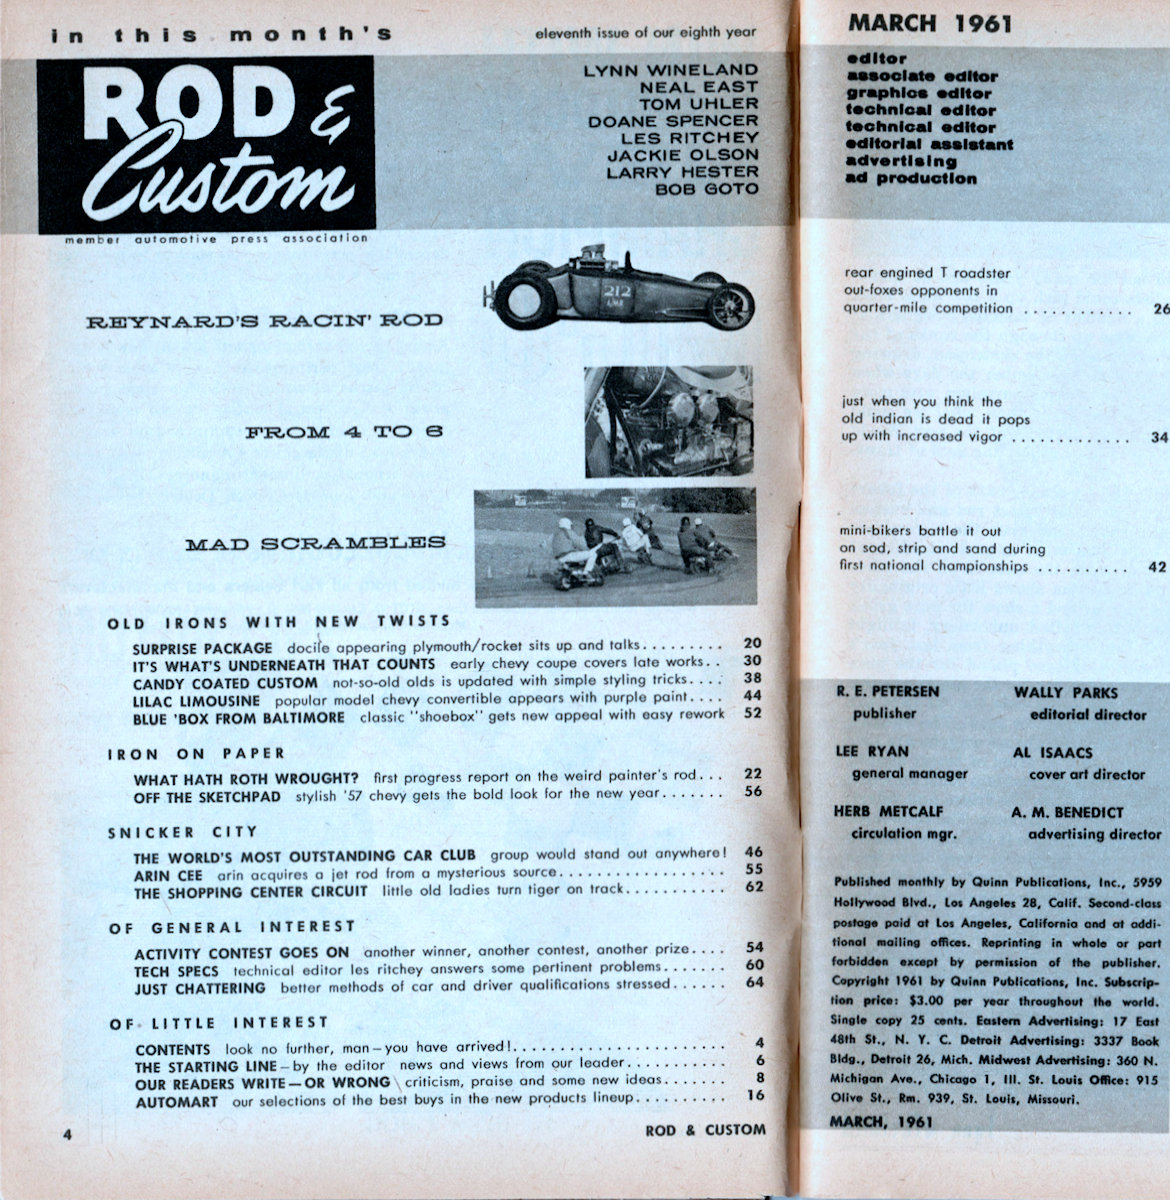 in this month's
eleventh issue of our eighth year
ROD &
Custom
member automotive press association
LYNN WINELAND
NEAL EAST
TOM UHLER
DOANE SPENCER
LES RITCHEY
JACKIE OLSON
LARRY HESTER
BOB GOTO
REYNARD'S RACIN' ROD
212
FROM 4 TO 6
MAD SCRAMBLES
OLD IRONS WITH NEW TWISTS
SURPRISE PACKAGE docile appearing plymouth/rocket sits up and talks......... 20
IT'S WHAT'S UNDERNEATH THAT COUNTS early chevy coupe covers late works.. 30
CANDY COATED CUSTOM not-so-old olds is updated with simple styling tricks.... 38
LILAC LIMOUSINE popular model chevy convertible appears with purple paint.... 44
BLUE 'BOX FROM BALTIMORE classic "shoebox" gets new appeal with easy rework 52
IRON ON PAPER
WHAT HATH ROTH WROUGHT? first progress report on the weird painter's rod... 22
OFF THE SKETCHPAD stylish '57 chevy gets the bold look for the new year....... 56
SNICKER CITY
THE WORLD'S MOST OUTSTANDING CAR CLUB group would stand out anywhere! 46
ARIN CEE arin acquires a jet rod from a mysterious source.................. 55
THE SHOPPING CENTER CIRCUIT little old ladies turn tiger on track........... 62
OF GENERAL INTEREST
ACTIVITY CONTEST GOES ON another winner, another contest, another prize.... 54
TECH SPECS technical editor les ritchey answers some pertinent problems....... 60
JUST CHATTERING better methods of car and driver qualifications stressed...... 64
OF LITTLE INTEREST
CONTENTS look no further, man—you have arrived!....................... 4
THE STARTING LINE—by the editor news and views from our leader........... 6
OUR READERS WRITE—OR WRONG criticism, praise and some new ideas....... 8
AUTOMART our selections of the best buys in the new products lineup.......... 16
4
ROD & CUSTOM
MARCH 1961
editor
associate editor
graphics editor
technical editor
technical editor
editorial assistant
advertising
ad production
rear engined T roadster
out-foxes opponents in
quarter-mile competition ............ 26
just when you think the
old indian is dead it pops
up with increased vigor ............. 34
mini-bikers battle it out
on sod, strip and sand during
first national championships .......... 42
R. E. PETERSEN
publisher
WALLY PARKS
editorial director
LEE RYAN
general manager
AL ISAACS
cover art director
HERB METCALF
circulation mgr.
A. M. BENEDICT
advertising director
Published monthly by Quinn Publications, Inc., 5959
Hollywood Blvd., Los Angeles 28, Calif. Second-class
postage paid at Los Angeles, California and at addi-
tional mailing offices. Reprinting in whole or part
forbidden except by permission of the publisher.
Copyright 1961 by Quinn Publications, Inc. Subscrip-
tion price: $3.00 per year throughout the world.
Single copy 25 cents. Eastern Advertising: 17 East
48th St., N. Y. C. Detroit Advertising: 3337 Book
Bldg., Detroit 26, Mich. Midwest Advertising: 360 N.
Michigan Ave., Chicago 1, Ill. St. Louis Office: 915
Olive St., Rm. 939, St. Louis, Missouri.
MARCH, 1961